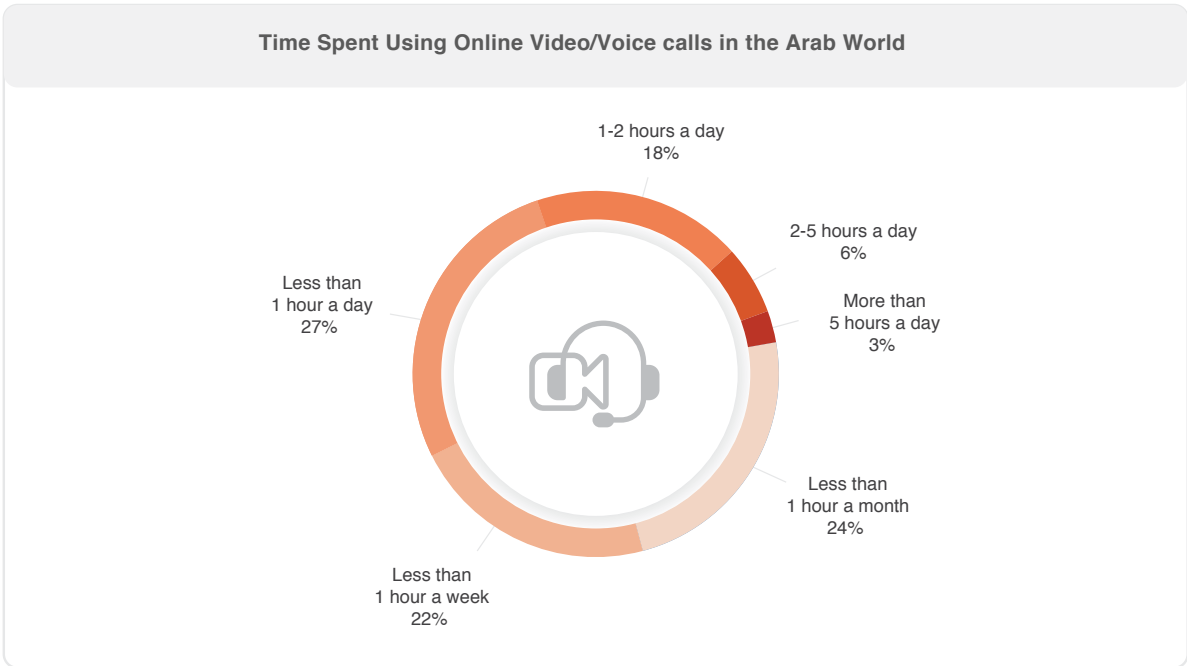 Time Spent Using Online Video/Voice calls in the Arab World
1-2 hours a day
18%
2-5 hours a day
6%
More than
5 hours a day
3%
Less than
1 hour a day
27%
Less than
1 hour a month
24%
Less than
1 hour a week
22%